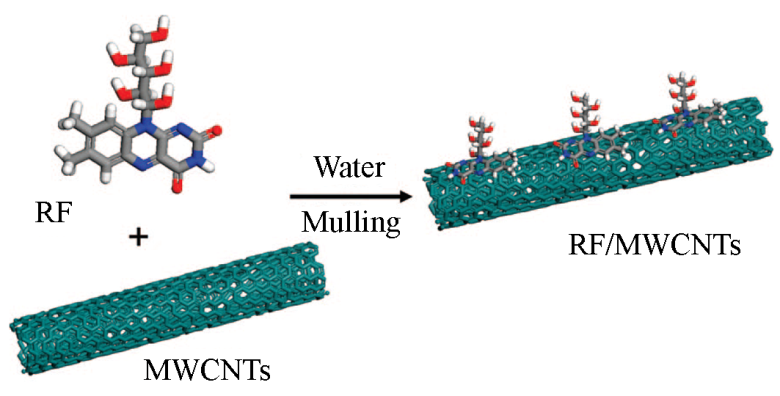 RF
+
MWCNTs
Water
Mulling
RF/MWCNTs